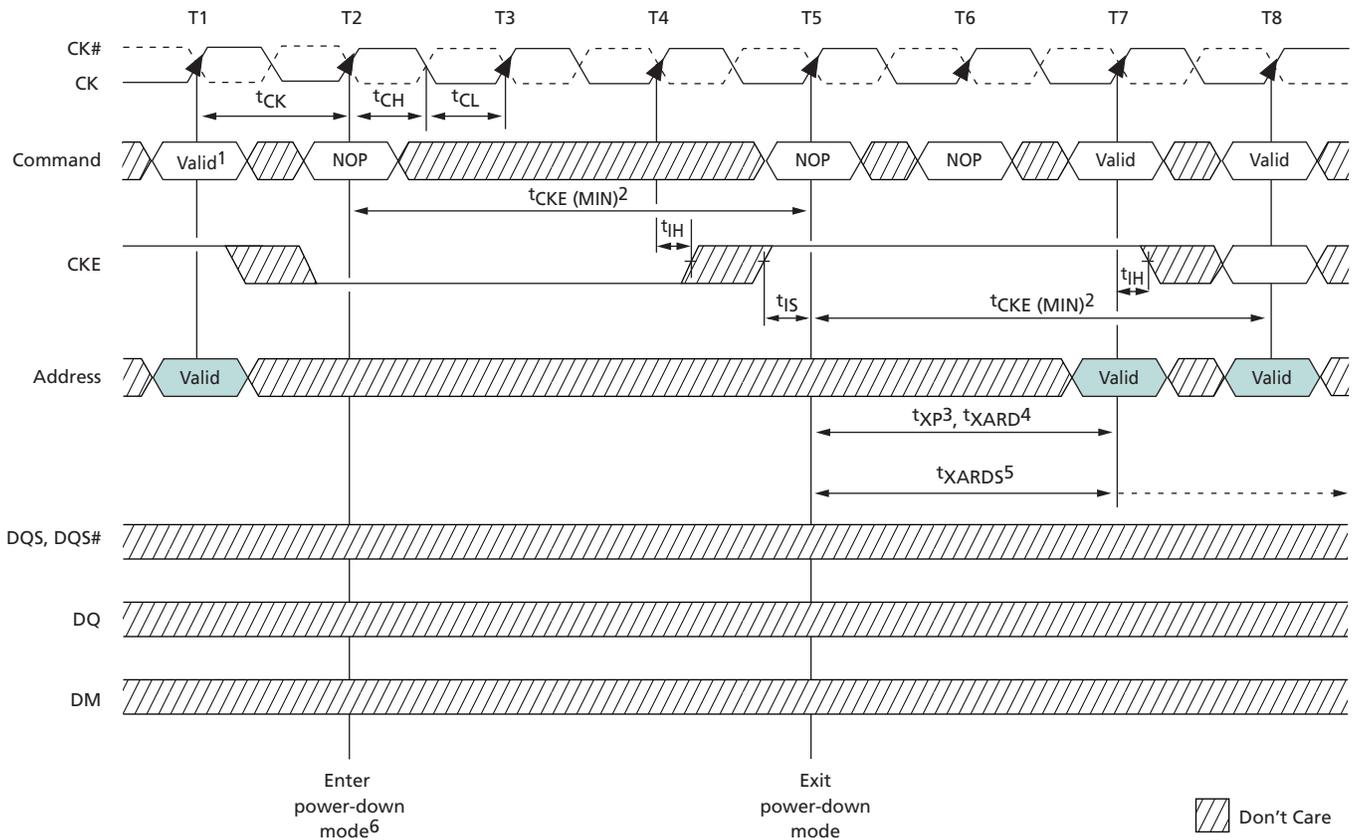 T1 T2 T3 T4 T5 T6 T7 T8
CK#
CK
tCK tCH tCL
Command Valid1 NOP NOP NOP Valid Valid
tCKE (MIN)2
tIH
CKE
tIH
tIS tCKE (MIN)2
Address Valid Valid Valid
tXP3, tXARD4
tXARDS5
DQS, DQS#
DQ
DM
Enter
power-down
mode6
Exit
power-down
mode
Don't Care